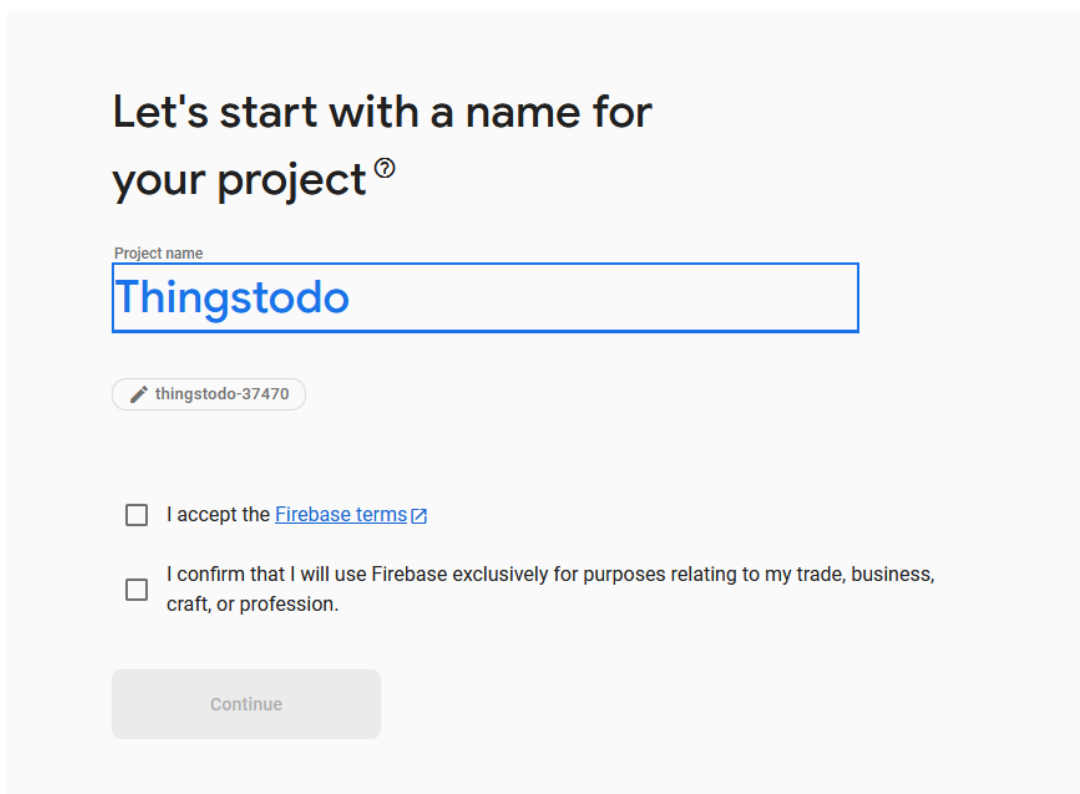 Let's start with a name for
your project
Project name
Thingstodo
thingstodo-37470
I accept the Firebase terms
I confirm that I will use Firebase exclusively for purposes relating to my trade, business,
craft, or profession.
Continue